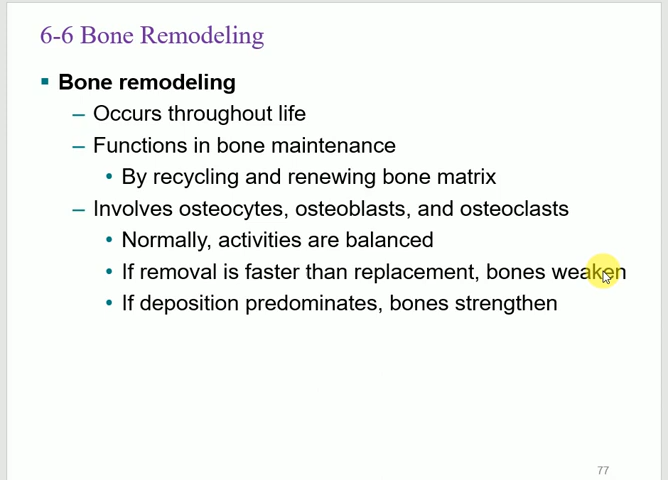 6-6 Bone Remodeling
▪ Bone remodeling
– Occurs throughout life
– Functions in bone maintenance
• By recycling and renewing bone matrix
– Involves osteocytes, osteoblasts, and osteoclasts
• Normally, activities are balanced
• If removal is faster than replacement, bones weaken
• If deposition predominates, bones strengthen
77